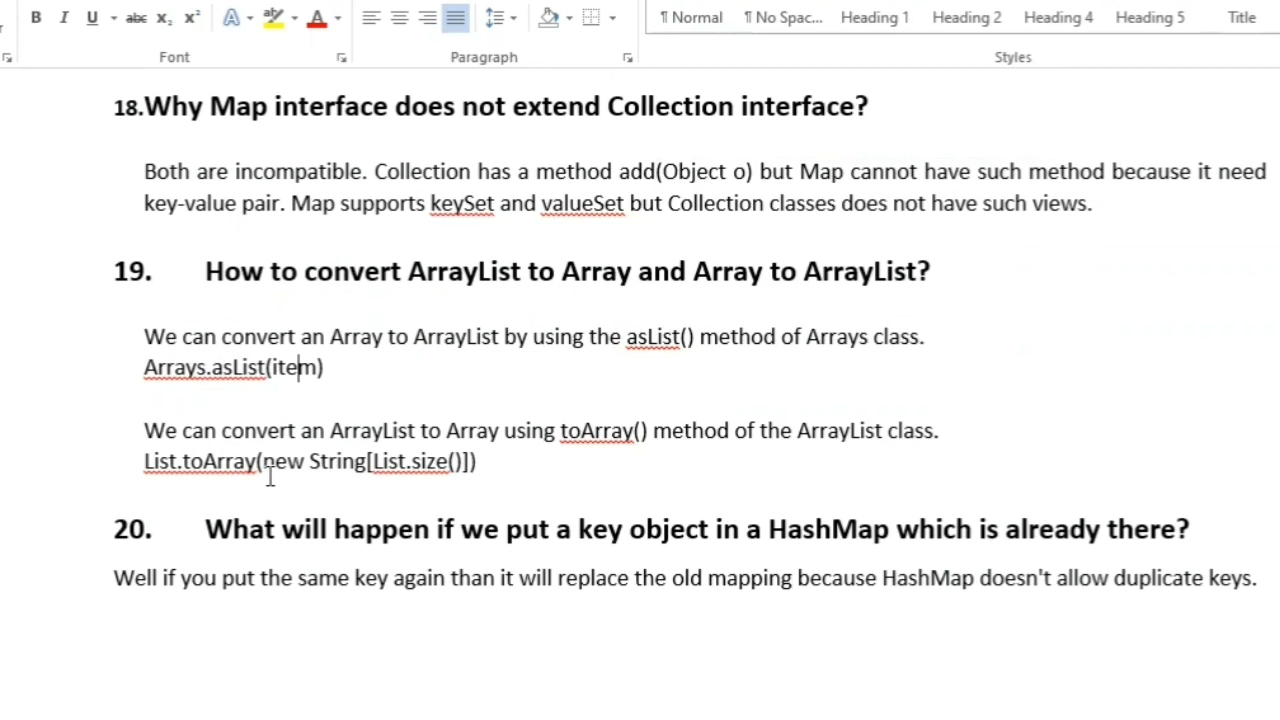 B I U abc X₂ X² A ab A
¶ Normal ¶ No Spac... Heading 1 Heading 2 Heading 4 Heading 5 Title
Font Paragraph Styles
18.Why Map interface does not extend Collection interface?
Both are incompatible. Collection has a method add(Object o) but Map cannot have such method because it need
key-value pair. Map supports keySet and valueSet but Collection classes does not have such views.
19. How to convert ArrayList to Array and Array to ArrayList?
We can convert an Array to ArrayList by using the asList() method of Arrays class.
Arrays.asList(item)
We can convert an ArrayList to Array using toArray() method of the ArrayList class.
List.toArray(new String[List.size()])
20. What will happen if we put a key object in a HashMap which is already there?
Well if you put the same key again than it will replace the old mapping because HashMap doesn't allow duplicate keys.